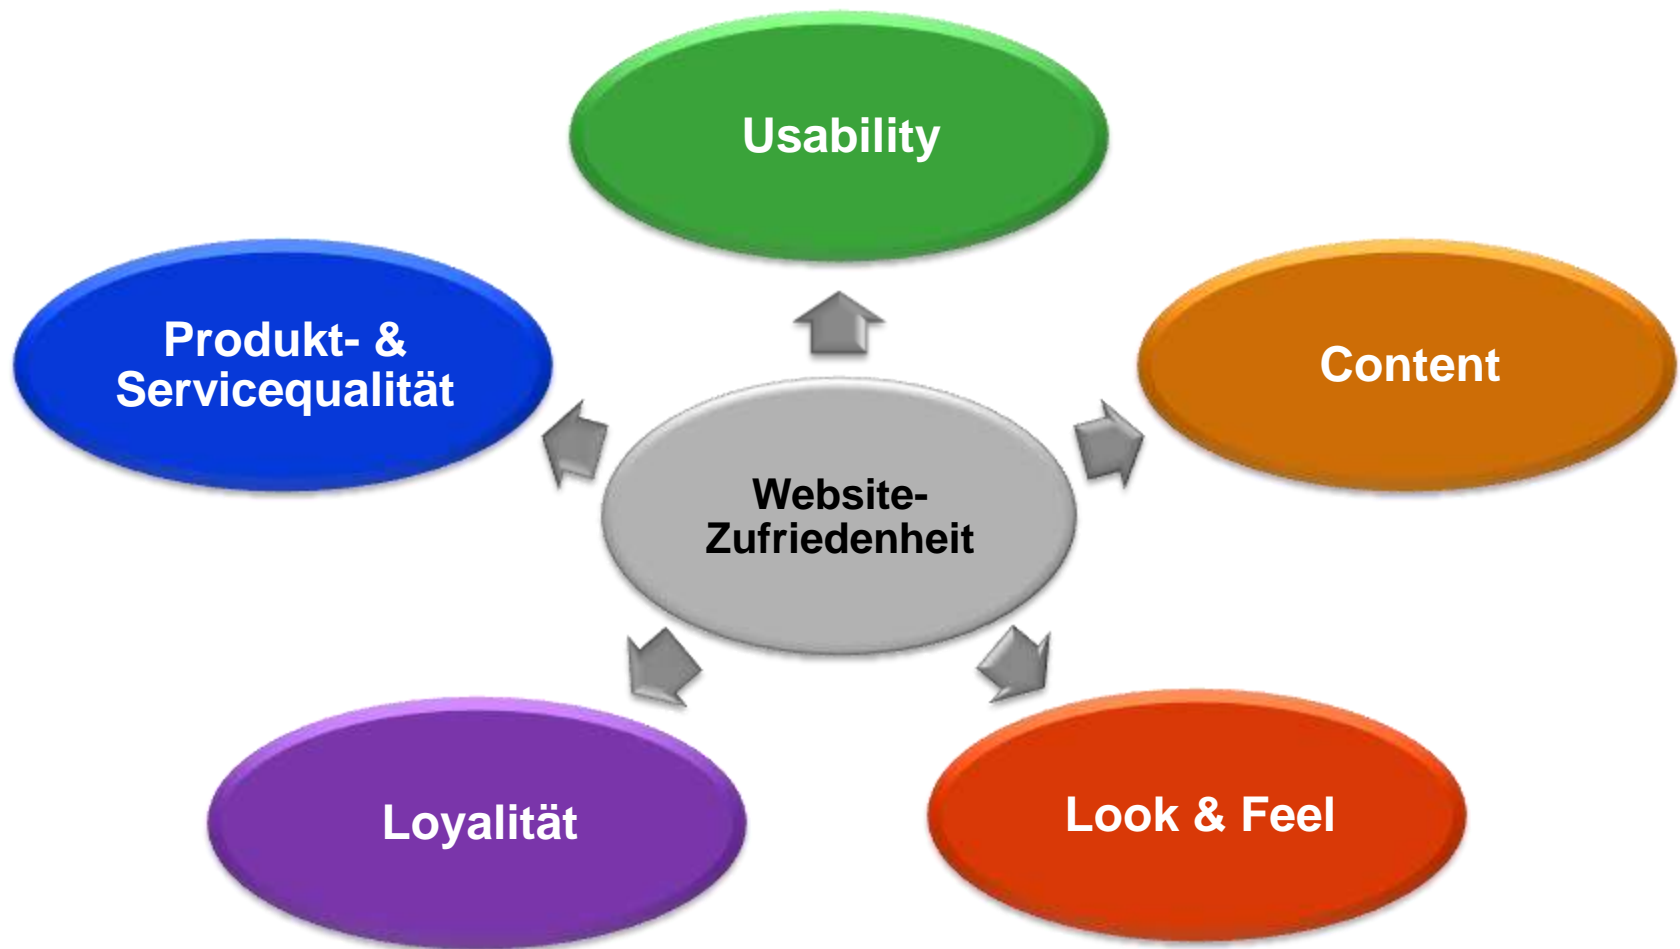 Usability
Produkt- &
Servicequalität
Content
Website-
Zufriedenheit
Loyalität
Look & Feel